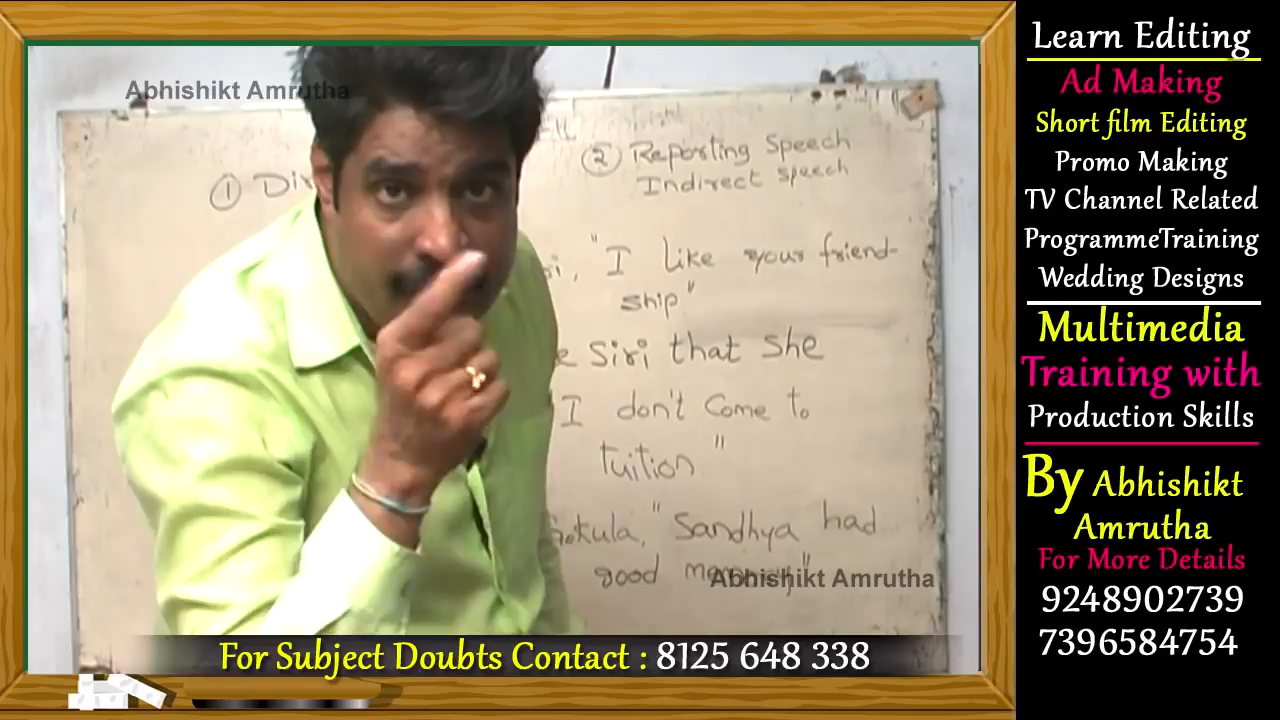 Abhishikt Amrutha
② Reporting Speech
Indirect speech
① Dir
"I like your friend-
ship"
Siri that She
I don't Come to
tuition"
"Sandhya had
good
Abhishikt Amrutha
For Subject Doubts Contact : 8125 648 338
Learn Editing
Ad Making
Short film Editing
Promo Making
TV Channel Related
ProgrammeTraining
Wedding Designs
Multimedia
Training with
Production Skills
By Abhishikt
Amrutha
For More Details
9248902739
7396584754